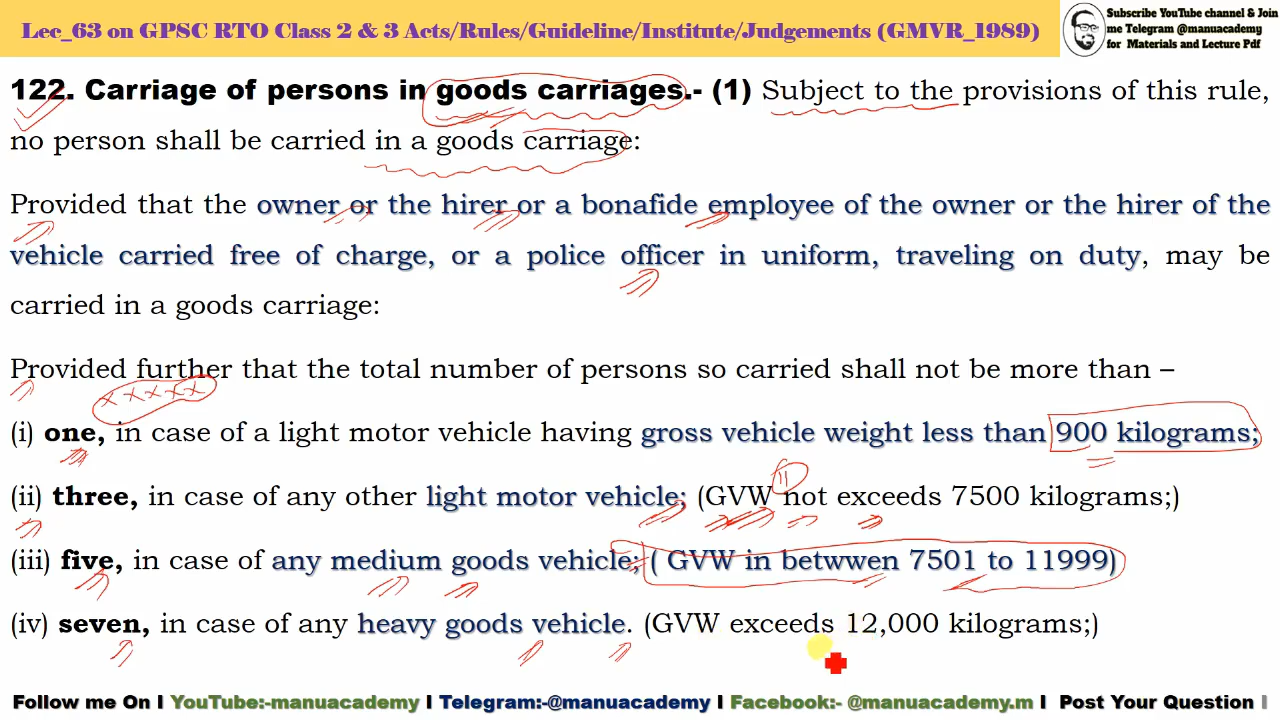 Lec_63 on GPSC RTO Class 2 & 3 Acts/Rules/Guideline/Institute/Judgements (GMVR_1989)
Subscribe YouTube channel & Join
me Telegram @manuacademy
for Materials and Lecture Pdf
122. Carriage of persons in goods carriages.- (1) Subject to the provisions of this rule,
no person shall be carried in a goods carriage:
Provided that the owner or the hirer or a bonafide employee of the owner or the hirer of the
vehicle carried free of charge, or a police officer in uniform, traveling on duty, may be
carried in a goods carriage:
Provided further that the total number of persons so carried shall not be more than –
(i) one, in case of a light motor vehicle having gross vehicle weight less than 900 kilograms;
(ii) three, in case of any other light motor vehicle; (GVW not exceeds 7500 kilograms;)
(iii) five, in case of any medium goods vehicle; ( GVW in betwwen 7501 to 11999)
(iv) seven, in case of any heavy goods vehicle. (GVW exceeds 12,000 kilograms;)
Follow me On I YouTube:-manuacademy I Telegram:-@manuacademy I Facebook:- @manuacademy.m I Post Your Question I